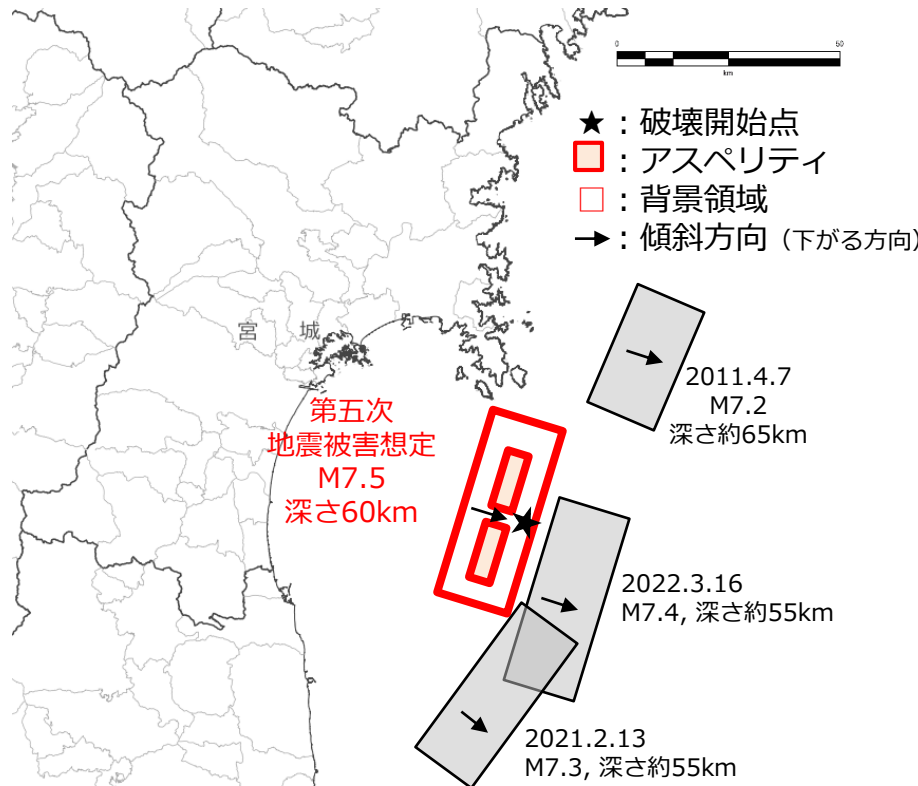 0 50
km
★：破壊開始点
：アスペリティ
：背景領域
→：傾斜方向（下がる方向）
宮 城
2011.4.7
M7.2
深さ約65km
第五次
地震被害想定
M7.5
深さ60km
2022.3.16
M7.4, 深さ約55km
2021.2.13
M7.3, 深さ約55km